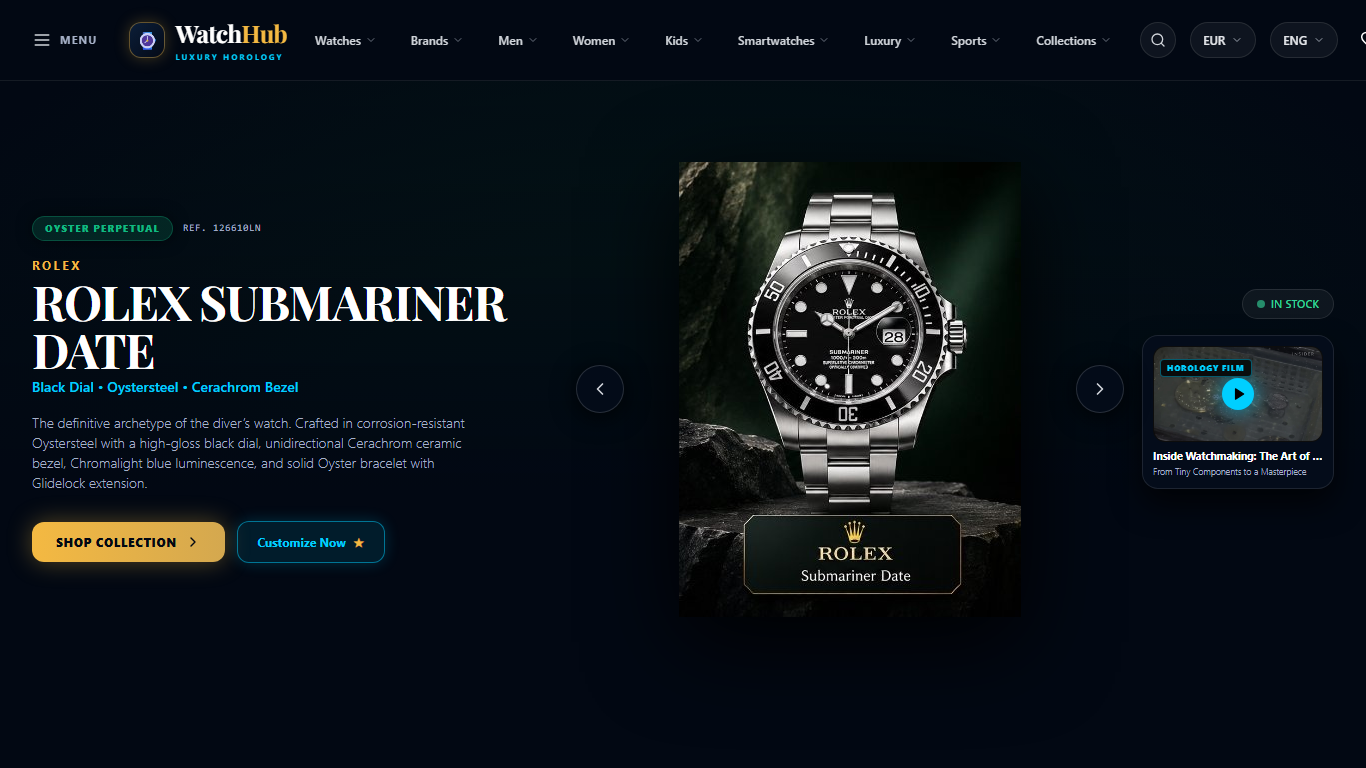 MENU
WatchHub
LUXURY HOROLOGY
Watches
Brands
Men
Women
Kids
Smartwatches
Luxury
Sports
Collections
EUR
ENG
OYSTER PERPETUAL
REF. 126610LN
ROLEX
ROLEX SUBMARINER
DATE
Black Dial • Oystersteel • Cerachrom Bezel
The definitive archetype of the diver’s watch. Crafted in corrosion-resistant
Oystersteel with a high-gloss black dial, unidirectional Cerachrom ceramic
bezel, Chromalight blue luminescence, and solid Oyster bracelet with
Glidelock extension.
SHOP COLLECTION
Customize Now
50
40
30
20
ROLEX
28
SUBMARINER
ROLEX
Submariner Date
IN STOCK
INSIDER
HOROLOGY FILM
Inside Watchmaking: The Art of ...
From Tiny Components to a Masterpiece